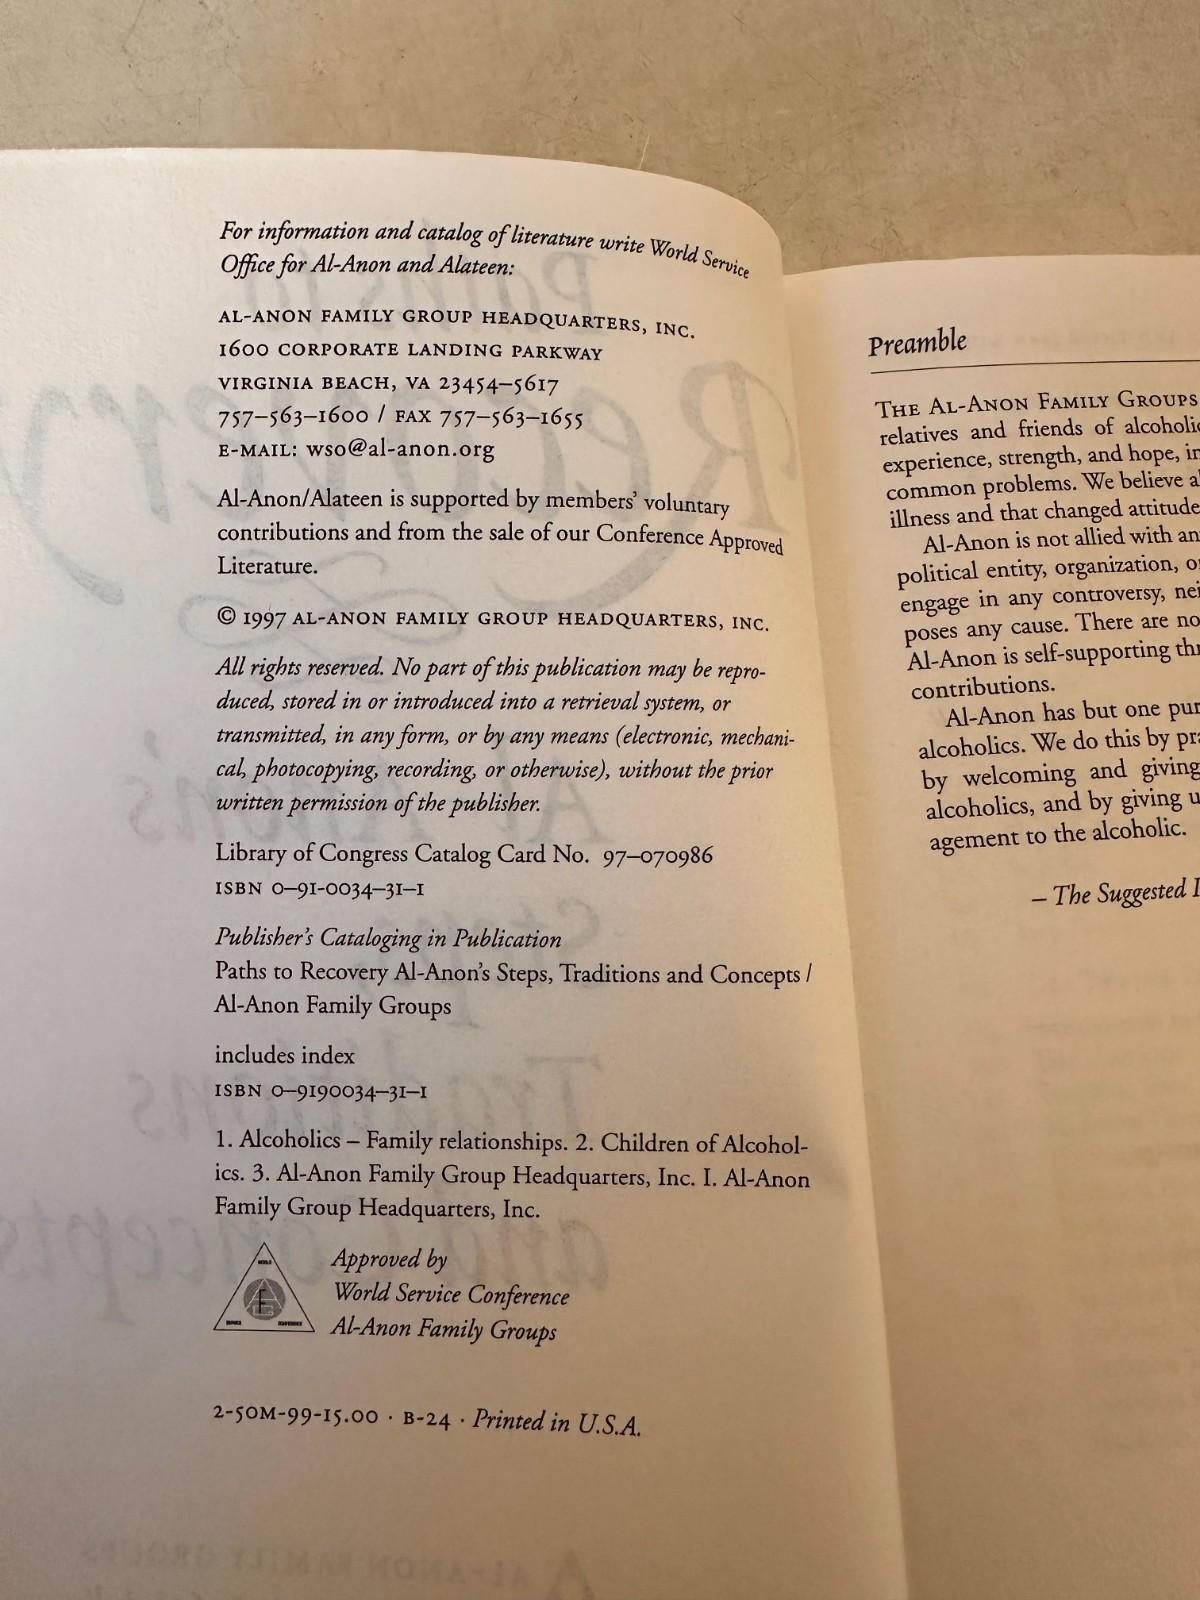 For information and catalog of literature write World Service
Office for Al-Anon and Alateen:
AL-ANON FAMILY GROUP HEADQUARTERS, INC.
1600 CORPORATE LANDING PARKWAY
VIRGINIA BEACH, VA 23454–5617
757–563–1600 / FAX 757–563–1655
E-MAIL: wso@al-anon.org
Al-Anon/Alateen is supported by members' voluntary
contributions and from the sale of our Conference Approved
Literature.
© 1997 AL-ANON FAMILY GROUP HEADQUARTERS, INC.
All rights reserved. No part of this publication may be repro-
duced, stored in or introduced into a retrieval system, or
transmitted, in any form, or by any means (electronic, mechani-
cal, photocopying, recording, or otherwise), without the prior
written permission of the publisher.
Library of Congress Catalog Card No. 97–070986
ISBN 0–91-0034–31–1
Publisher's Cataloging in Publication
Paths to Recovery Al-Anon's Steps, Traditions and Concepts /
Al-Anon Family Groups
includes index
ISBN 0–9190034–31–1
1. Alcoholics – Family relationships. 2. Children of Alcohol-
ics. 3. Al-Anon Family Group Headquarters, Inc. I. Al-Anon
Family Group Headquarters, Inc.
Approved by
World Service Conference
Al-Anon Family Groups
2-50M-99-15.00 · B-24 · Printed in U.S.A.
Preamble
THE AL-ANON FAMILY GROUPS
relatives and friends of alcoholic
experience, strength, and hope, in
common problems. We believe al
illness and that changed attitude
Al-Anon is not allied with an
political entity, organization, o
engage in any controversy, nei
poses any cause. There are no
Al-Anon is self-supporting th
contributions.
Al-Anon has but one pur
alcoholics. We do this by pr
by welcoming and giving
alcoholics, and by giving u
agement to the alcoholic.
– The Suggested